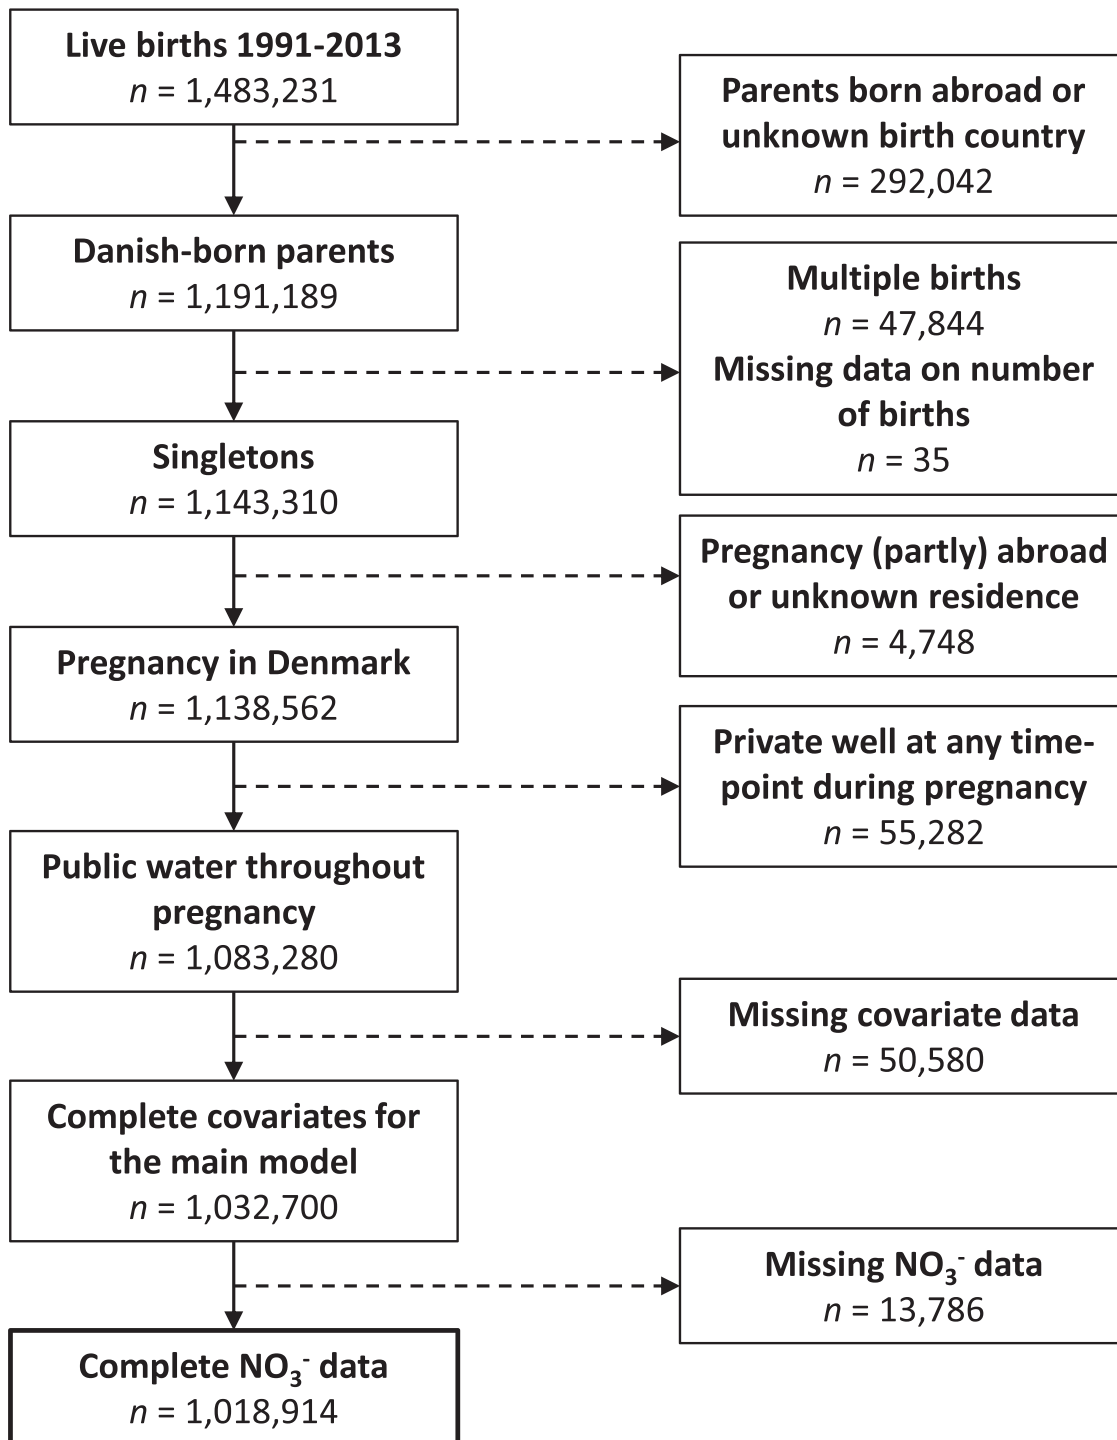 Live births 1991-2013
n = 1,483,231
Parents born abroad or
unknown birth country
n = 292,042
Danish-born parents
n = 1,191,189
Multiple births
n = 47,844
Missing data on number
of births
n = 35
Singletons
n = 1,143,310
Pregnancy (partly) abroad
or unknown residence
n = 4,748
Pregnancy in Denmark
n = 1,138,562
Private well at any time-
point during pregnancy
n = 55,282
Public water throughout
pregnancy
n = 1,083,280
Missing covariate data
n = 50,580
Complete covariates for
the main model
n = 1,032,700
Missing NO₃⁻ data
n = 13,786
Complete NO₃⁻ data
n = 1,018,914